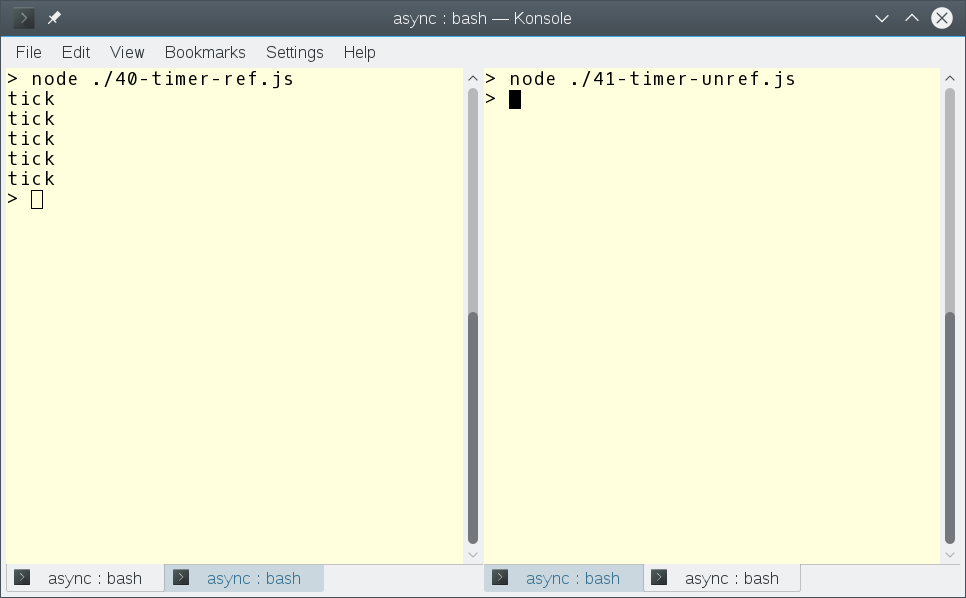 async : bash — Konsole
File Edit View Bookmarks Settings Help
> node ./40-timer-ref.js
tick
tick
tick
tick
tick
>
> node ./41-timer-unref.js
>
async : bash async : bash async : bash async : bash